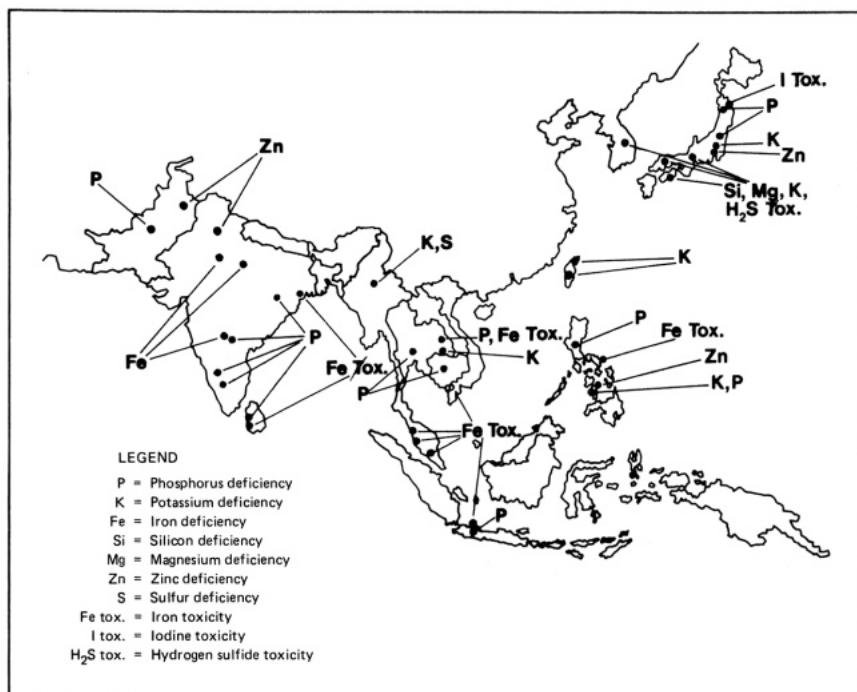 I Tox.
P
K
Zn
Si, Mg, K,
H₂S Tox.
Zn
P
K,S
K
P, Fe Tox.
K
P
Fe Tox.
Zn
K,P
Fe
P
Fe Tox.
P
Fe Tox.
P
LEGEND
P = Phosphorus deficiency
K = Potassium deficiency
Fe = Iron deficiency
Si = Silicon deficiency
Mg = Magnesium deficiency
Zn = Zinc deficiency
S = Sulfur deficiency
Fe tox. = Iron toxicity
I tox. = Iodine toxicity
H₂S tox. = Hydrogen sulfide toxicity